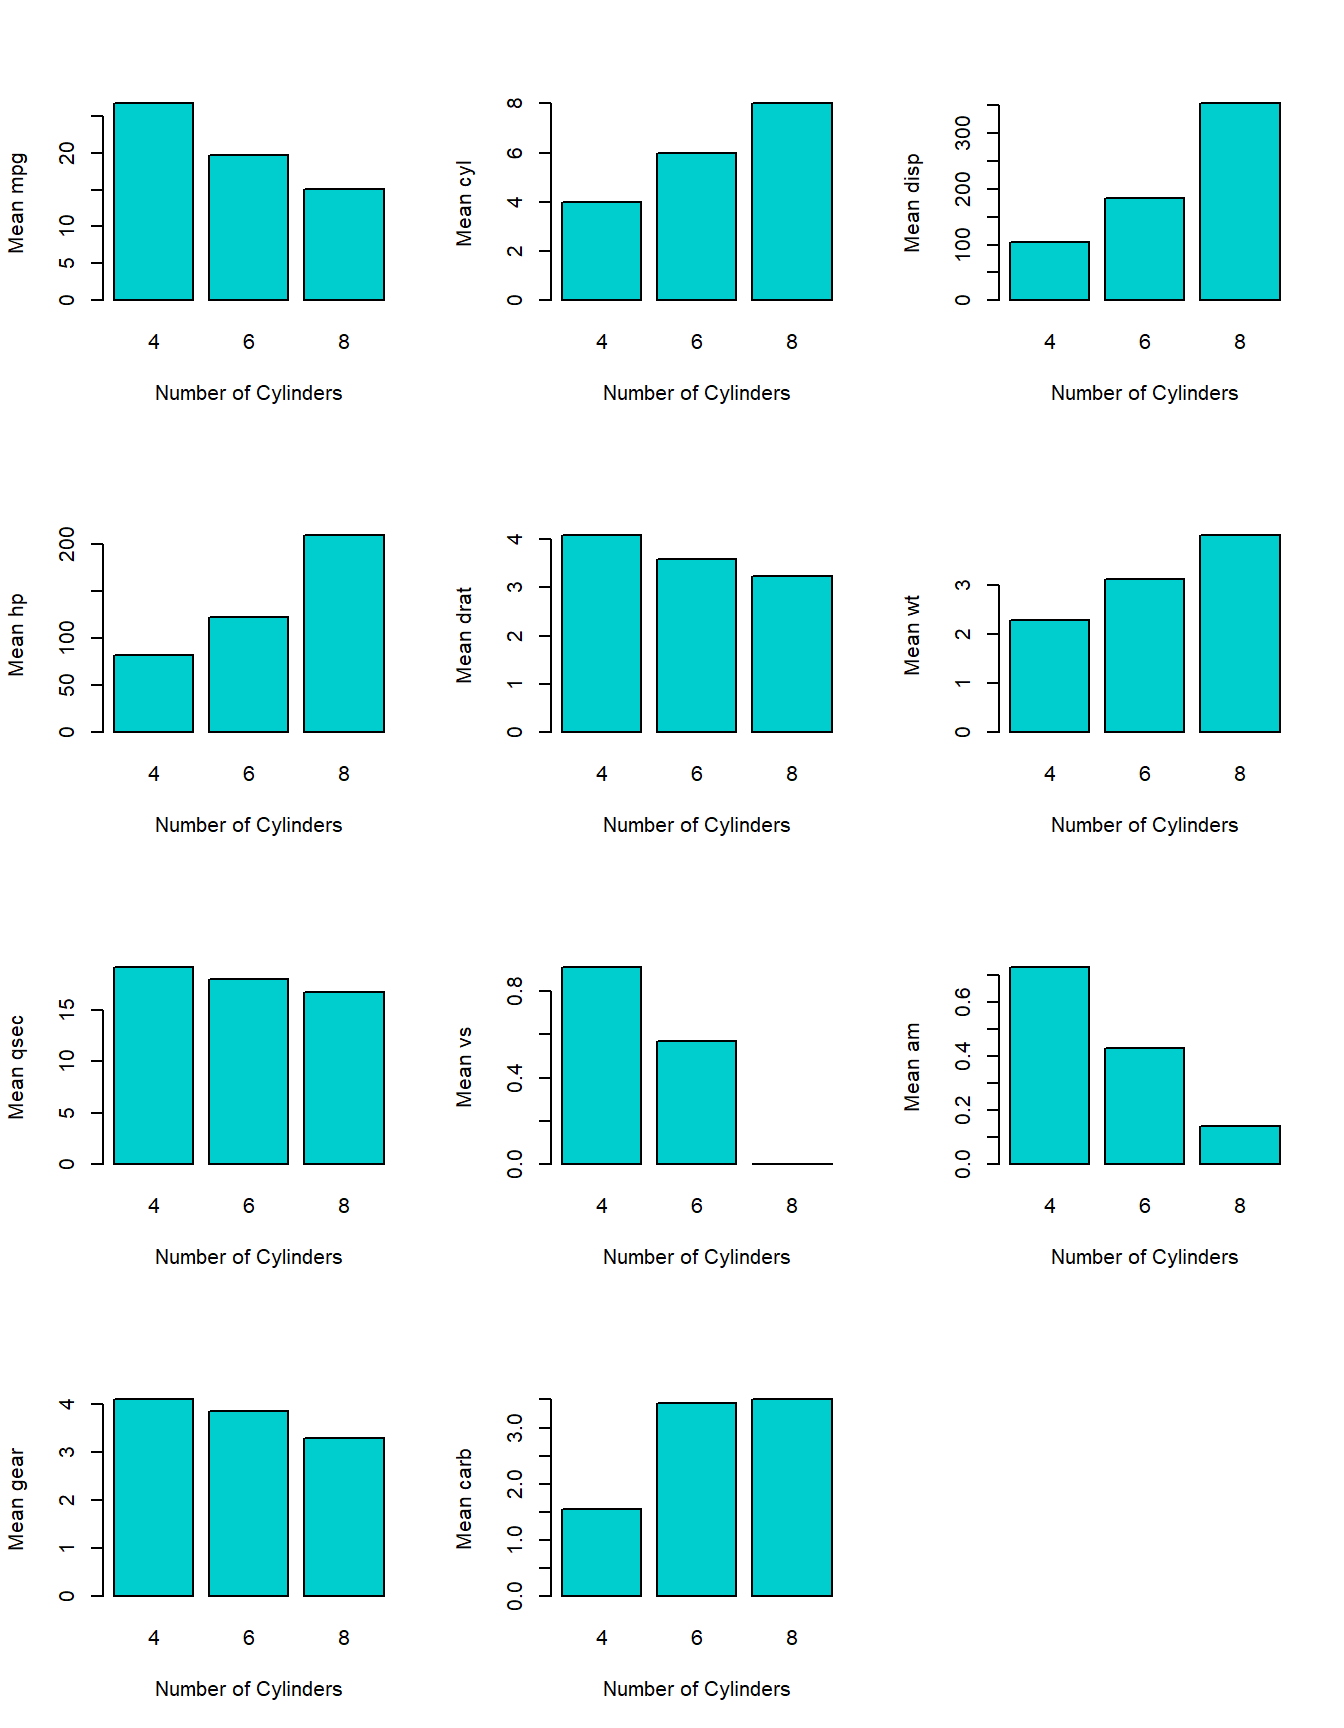 Mean mpg
0 5 10 20
4 6 8
Number of Cylinders
Mean cyl
0 2 4 6 8
4 6 8
Number of Cylinders
Mean disp
0 100 200 300
4 6 8
Number of Cylinders
Mean hp
0 50 100 200
4 6 8
Number of Cylinders
Mean drat
0 1 2 3 4
4 6 8
Number of Cylinders
Mean wt
0 1 2 3
4 6 8
Number of Cylinders
Mean qsec
0 5 10 15
4 6 8
Number of Cylinders
Mean vs
0.0 0.4 0.8
4 6 8
Number of Cylinders
Mean am
0.0 0.2 0.4 0.6
4 6 8
Number of Cylinders
Mean gear
0 1 2 3 4
4 6 8
Number of Cylinders
Mean carb
0.0 1.0 2.0 3.0
4 6 8
Number of Cylinders